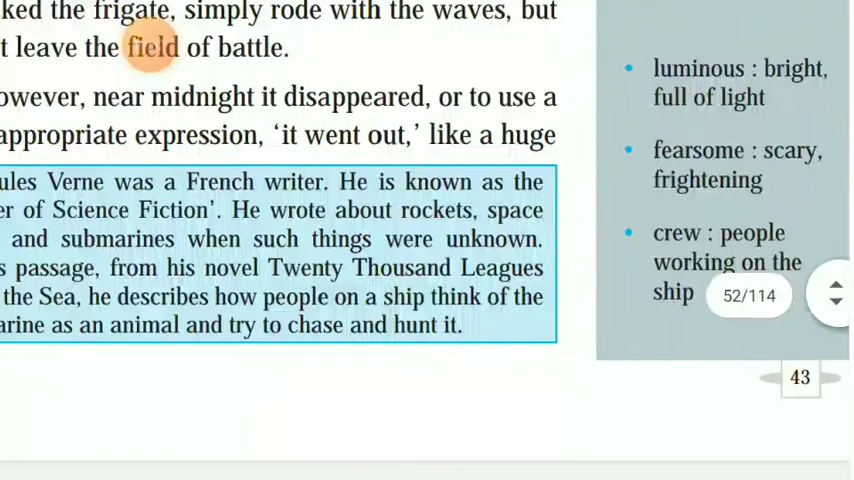 ked the frigate, simply rode with the waves, but
t leave the field of battle.
owever, near midnight it disappeared, or to use a
appropriate expression, ‘it went out,’ like a huge
ules Verne was a French writer. He is known as the
er of Science Fiction’. He wrote about rockets, space
and submarines when such things were unknown.
s passage, from his novel Twenty Thousand Leagues
the Sea, he describes how people on a ship think of the
arine as an animal and try to chase and hunt it.
• luminous : bright,
full of light
• fearsome : scary,
frightening
• crew : people
working on the
ship
52/114
43